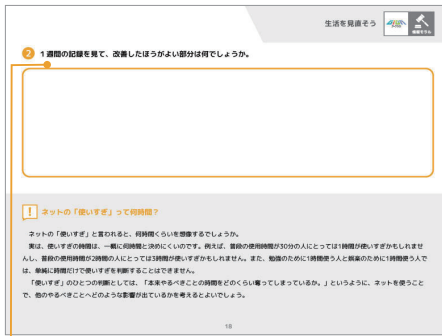 生活を見直そう
情報モラル
2 1週間の記録を見て、改善したほうがよい部分は何でしょうか。
! ネットの「使いすぎ」って何時間？
ネットの「使いすぎ」と言われると、何時間くらいを想像するでしょうか。
実は、使いすぎの時間は、一概に何時間と決めにくいのです。例えば、普段の使用時間が30分の人にとっては1時間が使いすぎかもしれませ
んし、普段の使用時間が2時間の人にとっては3時間が使いすぎかもしれません。また、勉強のために1時間使う人と娯楽のために1時間使う人で
は、単純に時間だけで使いすぎを判断することはできません。
「使いすぎ」のひとつの判断としては、「本来やるべきことの時間をどのくらい奪ってしまっているか。」というように、ネットを使うこと
で、他のやるべきことへどのような影響が出ているかを考えるとよいでしょう。
18